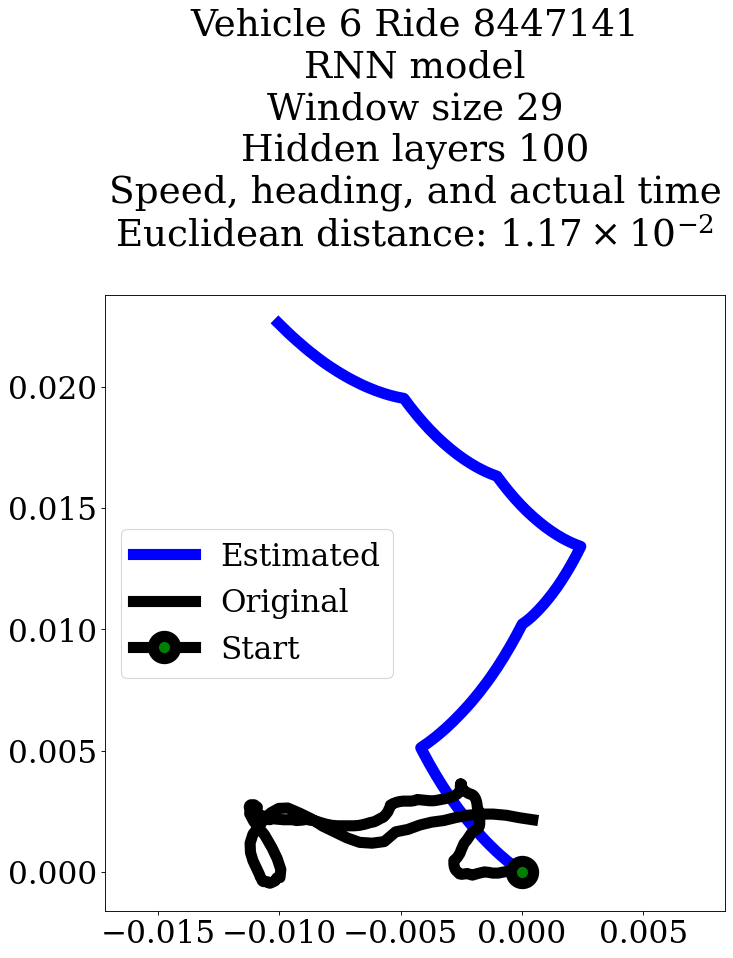 Vehicle 6 Ride 8447141
RNN model
Window size 29
Hidden layers 100
Speed, heading, and actual time
Euclidean distance: 1.17 × 10⁻²
0.020
0.015
0.010
0.005
0.000
Estimated
Original
Start
−0.015 −0.010 −0.005 0.000 0.005